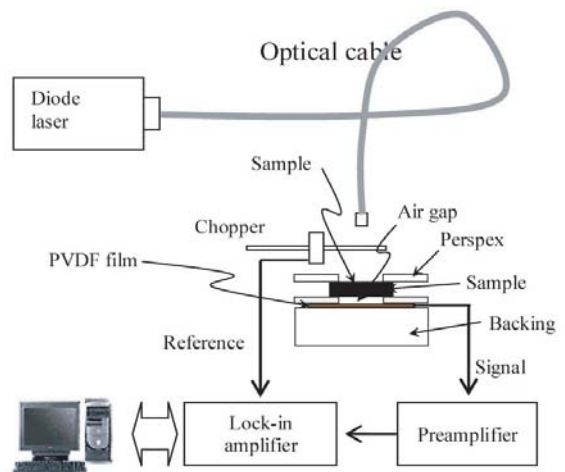 Optical cable
Diode
laser
Sample
Air gap
Chopper
Perspex
PVDF film
Sample
Backing
Reference
Signal
Lock-in
amplifier
Preamplifier